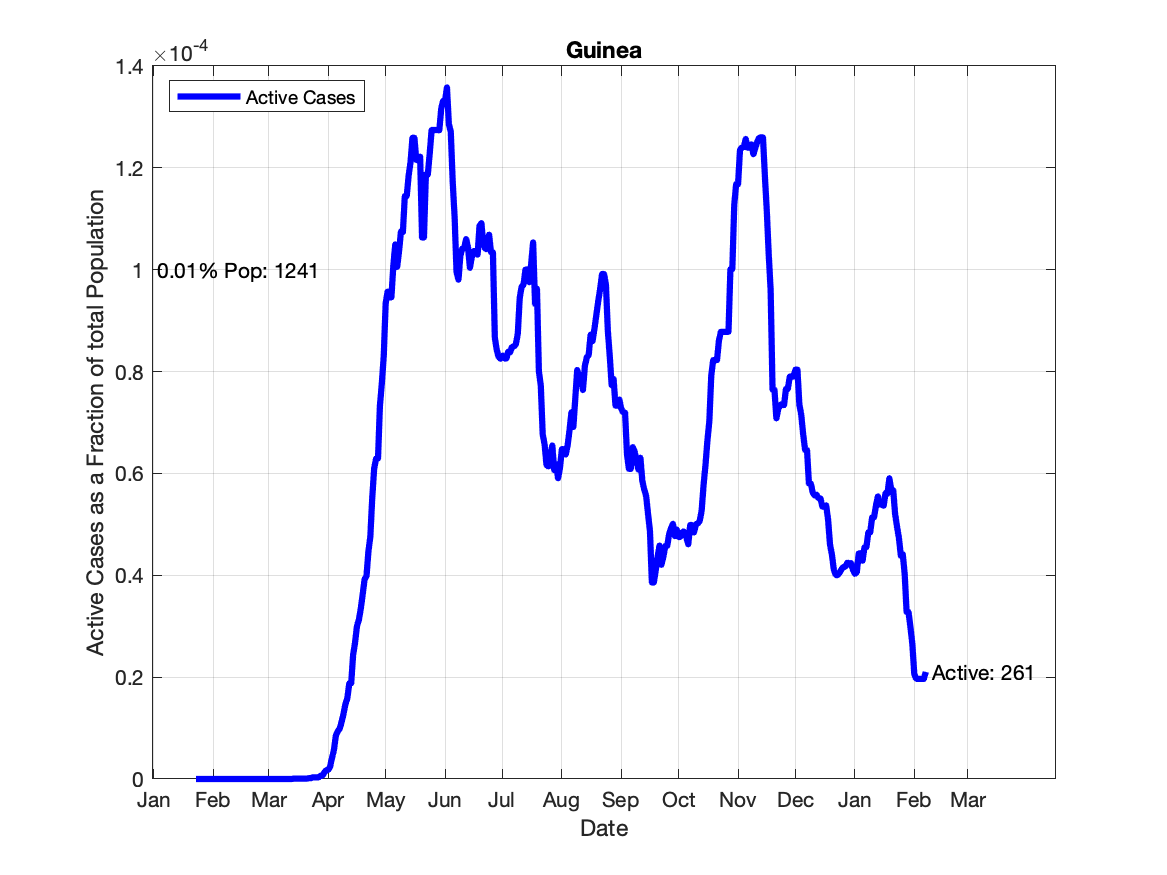 Guinea
×10^-4
Active Cases
1.4
1.2
1
0.8
0.6
0.4
0.2
0
0.01% Pop: 1241
Active: 261
Active Cases as a Fraction of total Population
Jan Feb Mar Apr May Jun Jul Aug Sep Oct Nov Dec Jan Feb Mar
Date